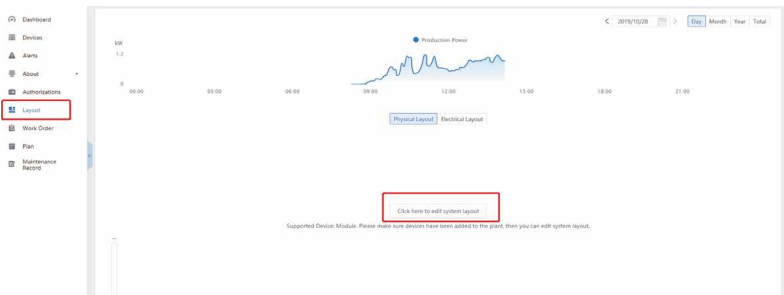 Dashboard
Devices
Alerts
About
Authorizations
Layout
Work Order
Plan
Maintenance
Record
2019/10/28
Day Month Year Total
kW
Production Power
1.2
0
00:00 03:00 06:00 09:00 12:00 15:00 18:00 21:00
Physical Layout Electrical Layout
Click here to edit system layout
Supported Device: Module. Please make sure devices have been added to the plant, then you can edit system layout.